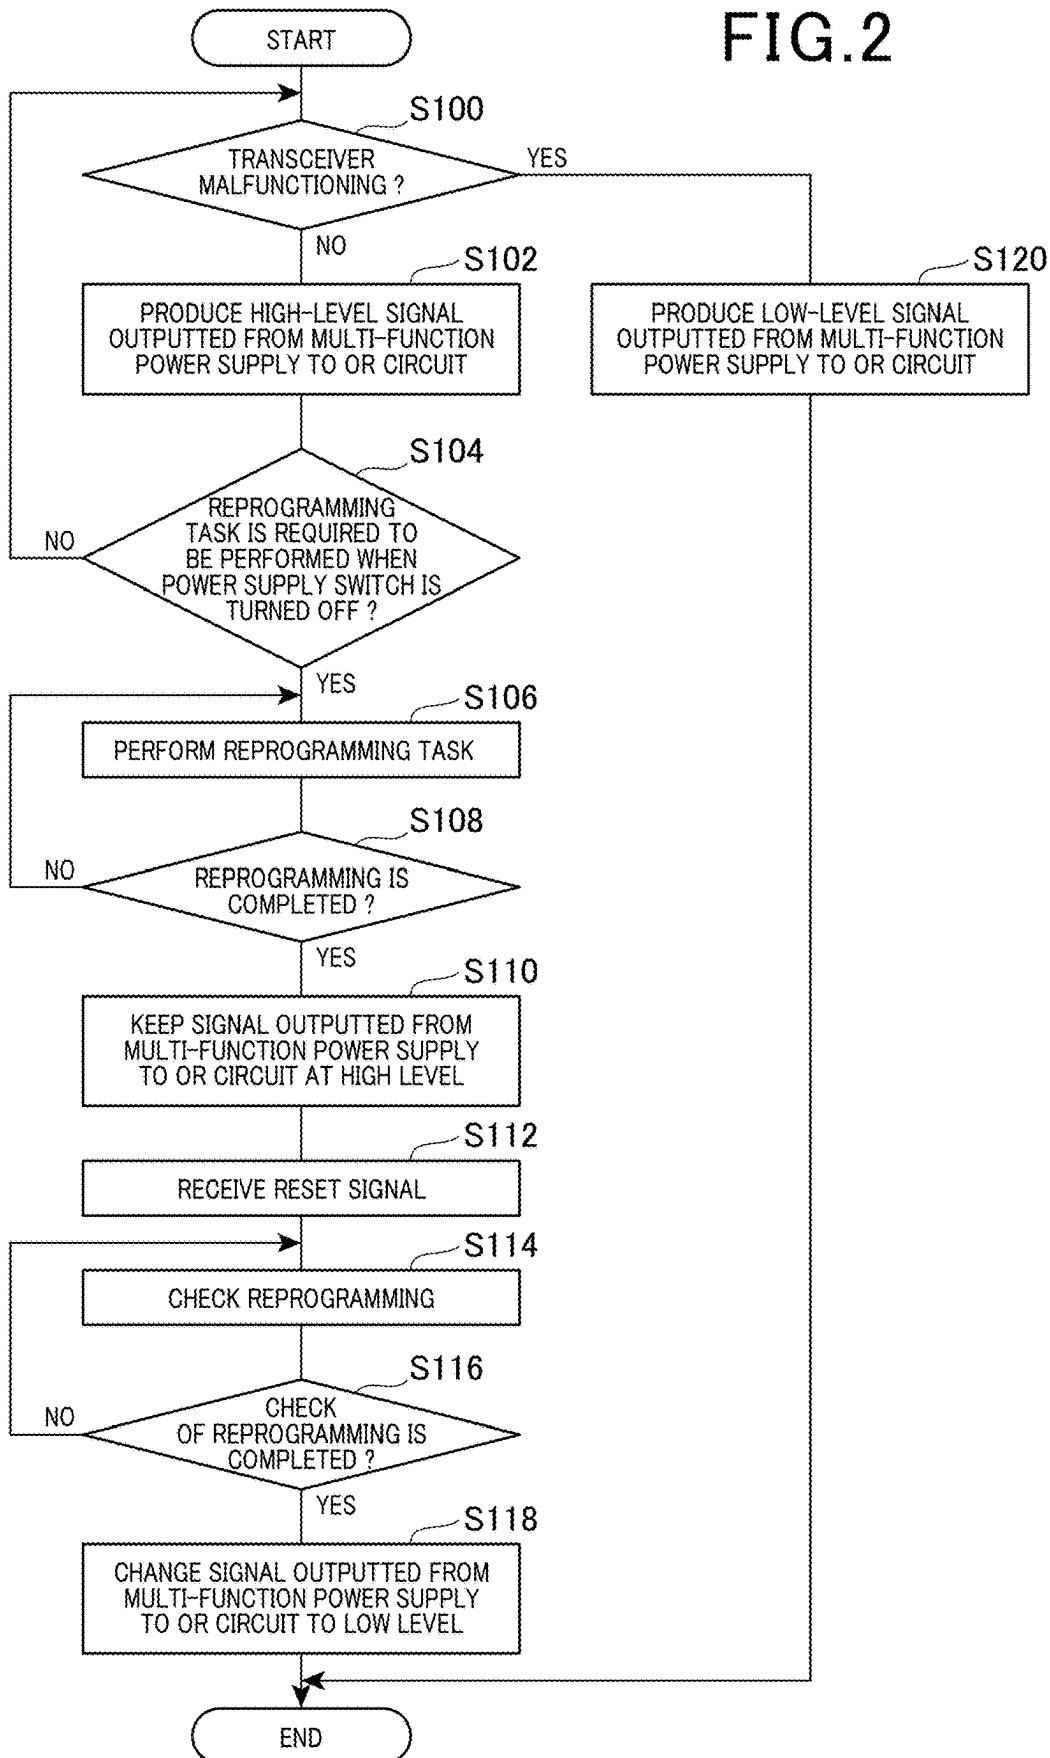 FIG.2
START
S100
TRANSCEIVER
MALFUNCTIONING ?
YES
NO
S102
PRODUCE HIGH-LEVEL SIGNAL
OUTPUTTED FROM MULTI-FUNCTION
POWER SUPPLY TO OR CIRCUIT
S120
PRODUCE LOW-LEVEL SIGNAL
OUTPUTTED FROM MULTI-FUNCTION
POWER SUPPLY TO OR CIRCUIT
S104
REPROGRAMMING
TASK IS REQUIRED TO
BE PERFORMED WHEN
POWER SUPPLY SWITCH IS
TURNED OFF ?
NO
YES
S106
PERFORM REPROGRAMMING TASK
S108
REPROGRAMMING IS
COMPLETED ?
NO
YES
S110
KEEP SIGNAL OUTPUTTED FROM
MULTI-FUNCTION POWER SUPPLY
TO OR CIRCUIT AT HIGH LEVEL
S112
RECEIVE RESET SIGNAL
S114
CHECK REPROGRAMMING
S116
CHECK
OF REPROGRAMMING IS
COMPLETED ?
NO
YES
S118
CHANGE SIGNAL OUTPUTTED FROM
MULTI-FUNCTION POWER SUPPLY
TO OR CIRCUIT TO LOW LEVEL
END